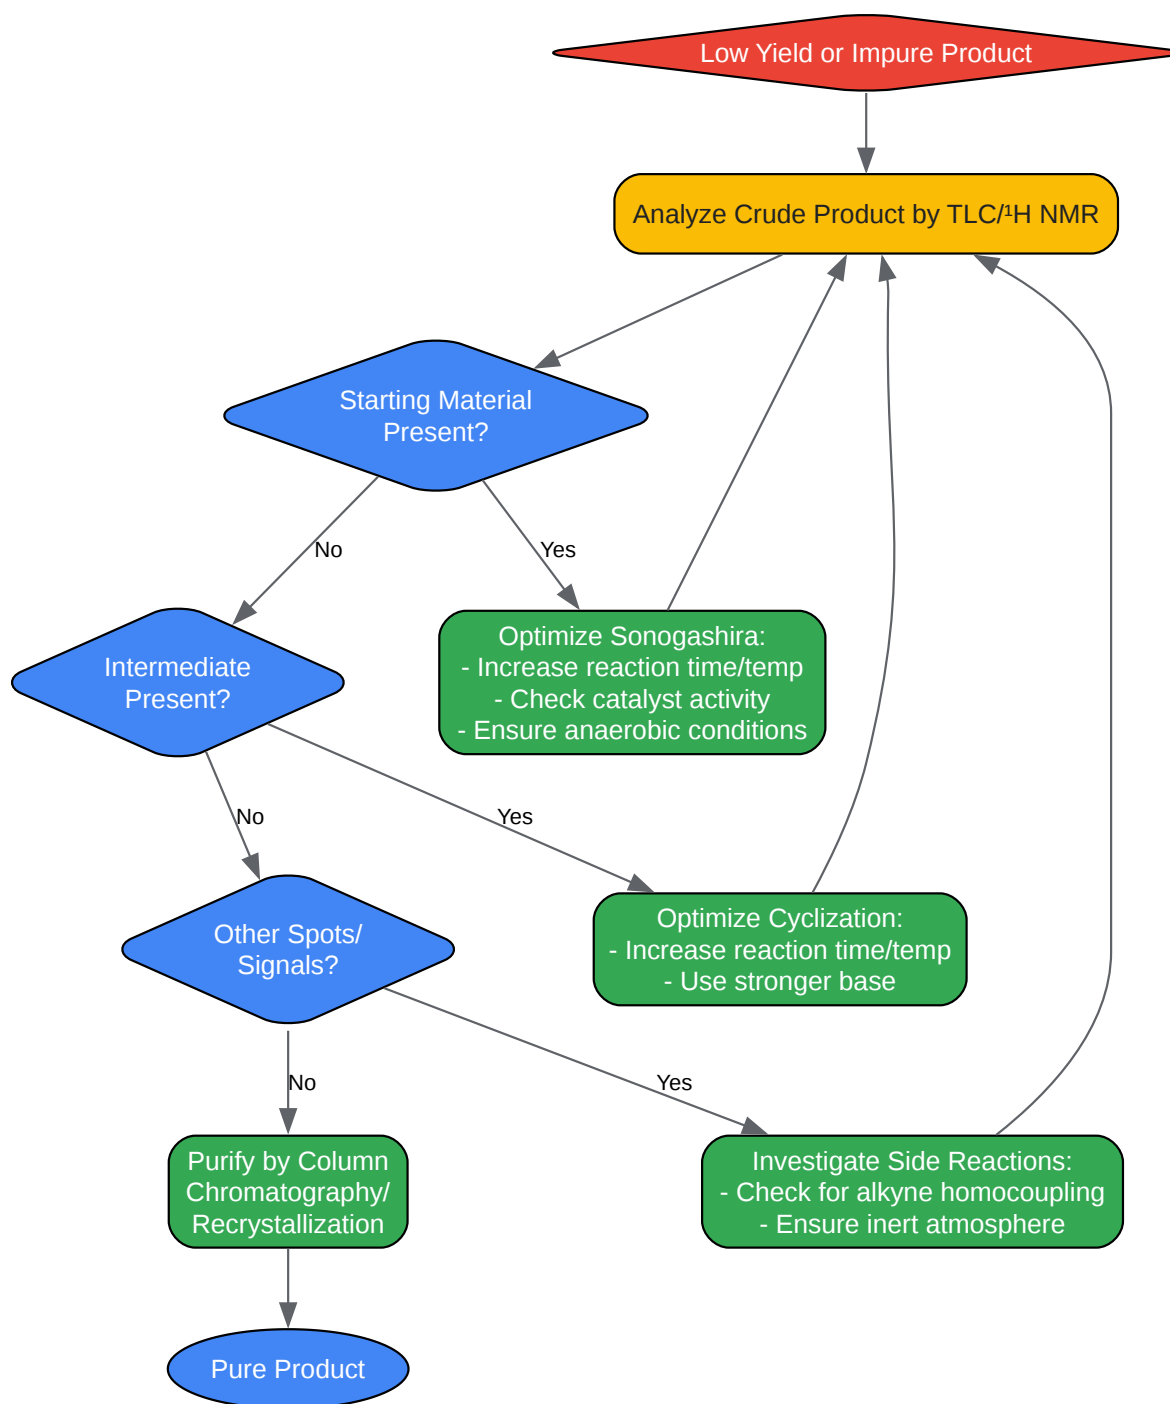 Low Yield or Impure Product
Analyze Crude Product by TLC/¹H NMR
Starting Material
Present?
No
Yes
Intermediate
Present?
Optimize Sonogashira:
- Increase reaction time/temp
- Check catalyst activity
- Ensure anaerobic conditions
No
Yes
Other Spots/
Signals?
Optimize Cyclization:
- Increase reaction time/temp
- Use stronger base
No
Yes
Purify by Column
Chromatography/
Recrystallization
Investigate Side Reactions:
- Check for alkyne homocoupling
- Ensure inert atmosphere
Pure Product